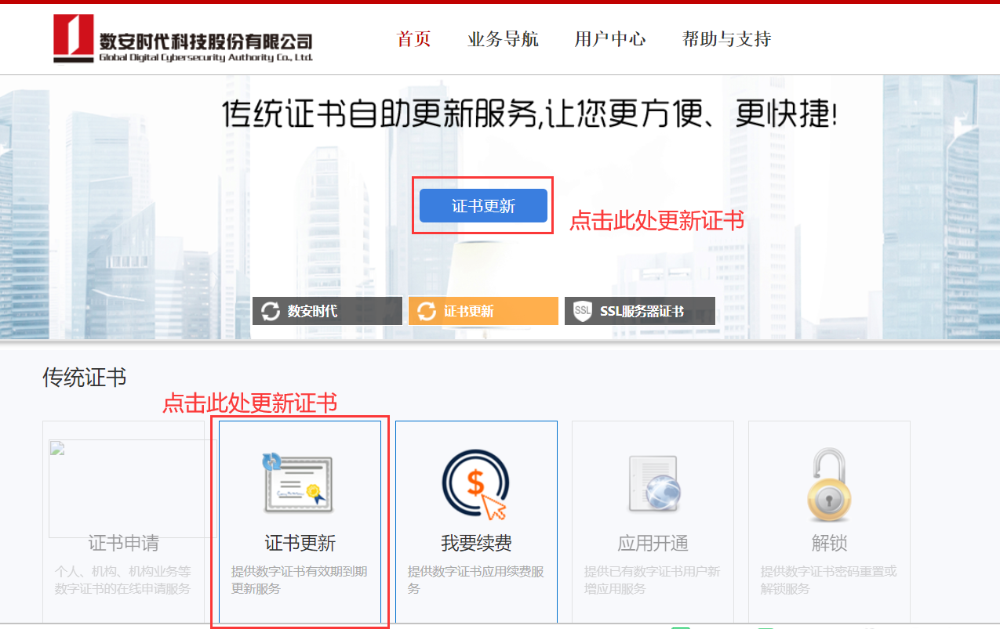 数安时代科技股份有限公司
Global Digital Cybersecurity Authority Co., Ltd.
首页 业务导航 用户中心 帮助与支持
传统证书自助更新服务,让您更方便、更快捷!
证书更新
点击此处更新证书
数安时代 证书更新 SSL SSL服务器证书
传统证书
点击此处更新证书
证书申请
个人、机构、机构业务等
数字证书的在线申请服务
证书更新
提供数字证书有效期到期
更新服务
我要续费
提供数字证书应用续费服
务
应用开通
提供已有数字证书用户新
增应用服务
解锁
提供数字证书密码重置或
解锁服务